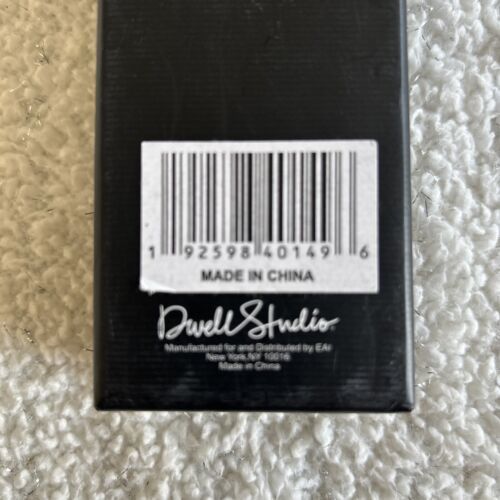 1 92598 40149 6
MADE IN CHINA
DwellStudio
Manufactured for and Distributed by EAI
New York, NY 10016
Made in China